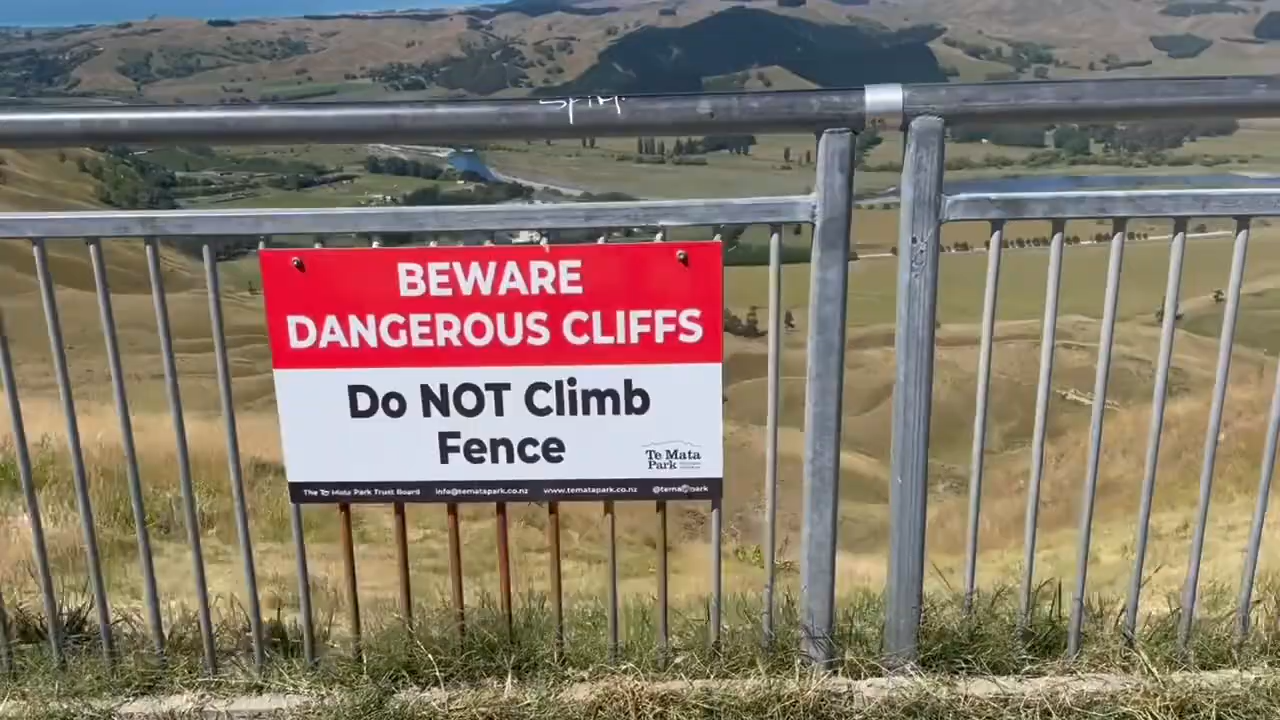 BEWARE
DANGEROUS CLIFFS
Do NOT Climb
Fence
Te Mata
Park
The Te Mata Park Trust Board info@tematapark.co.nz www.tematapark.co.nz @tematapark